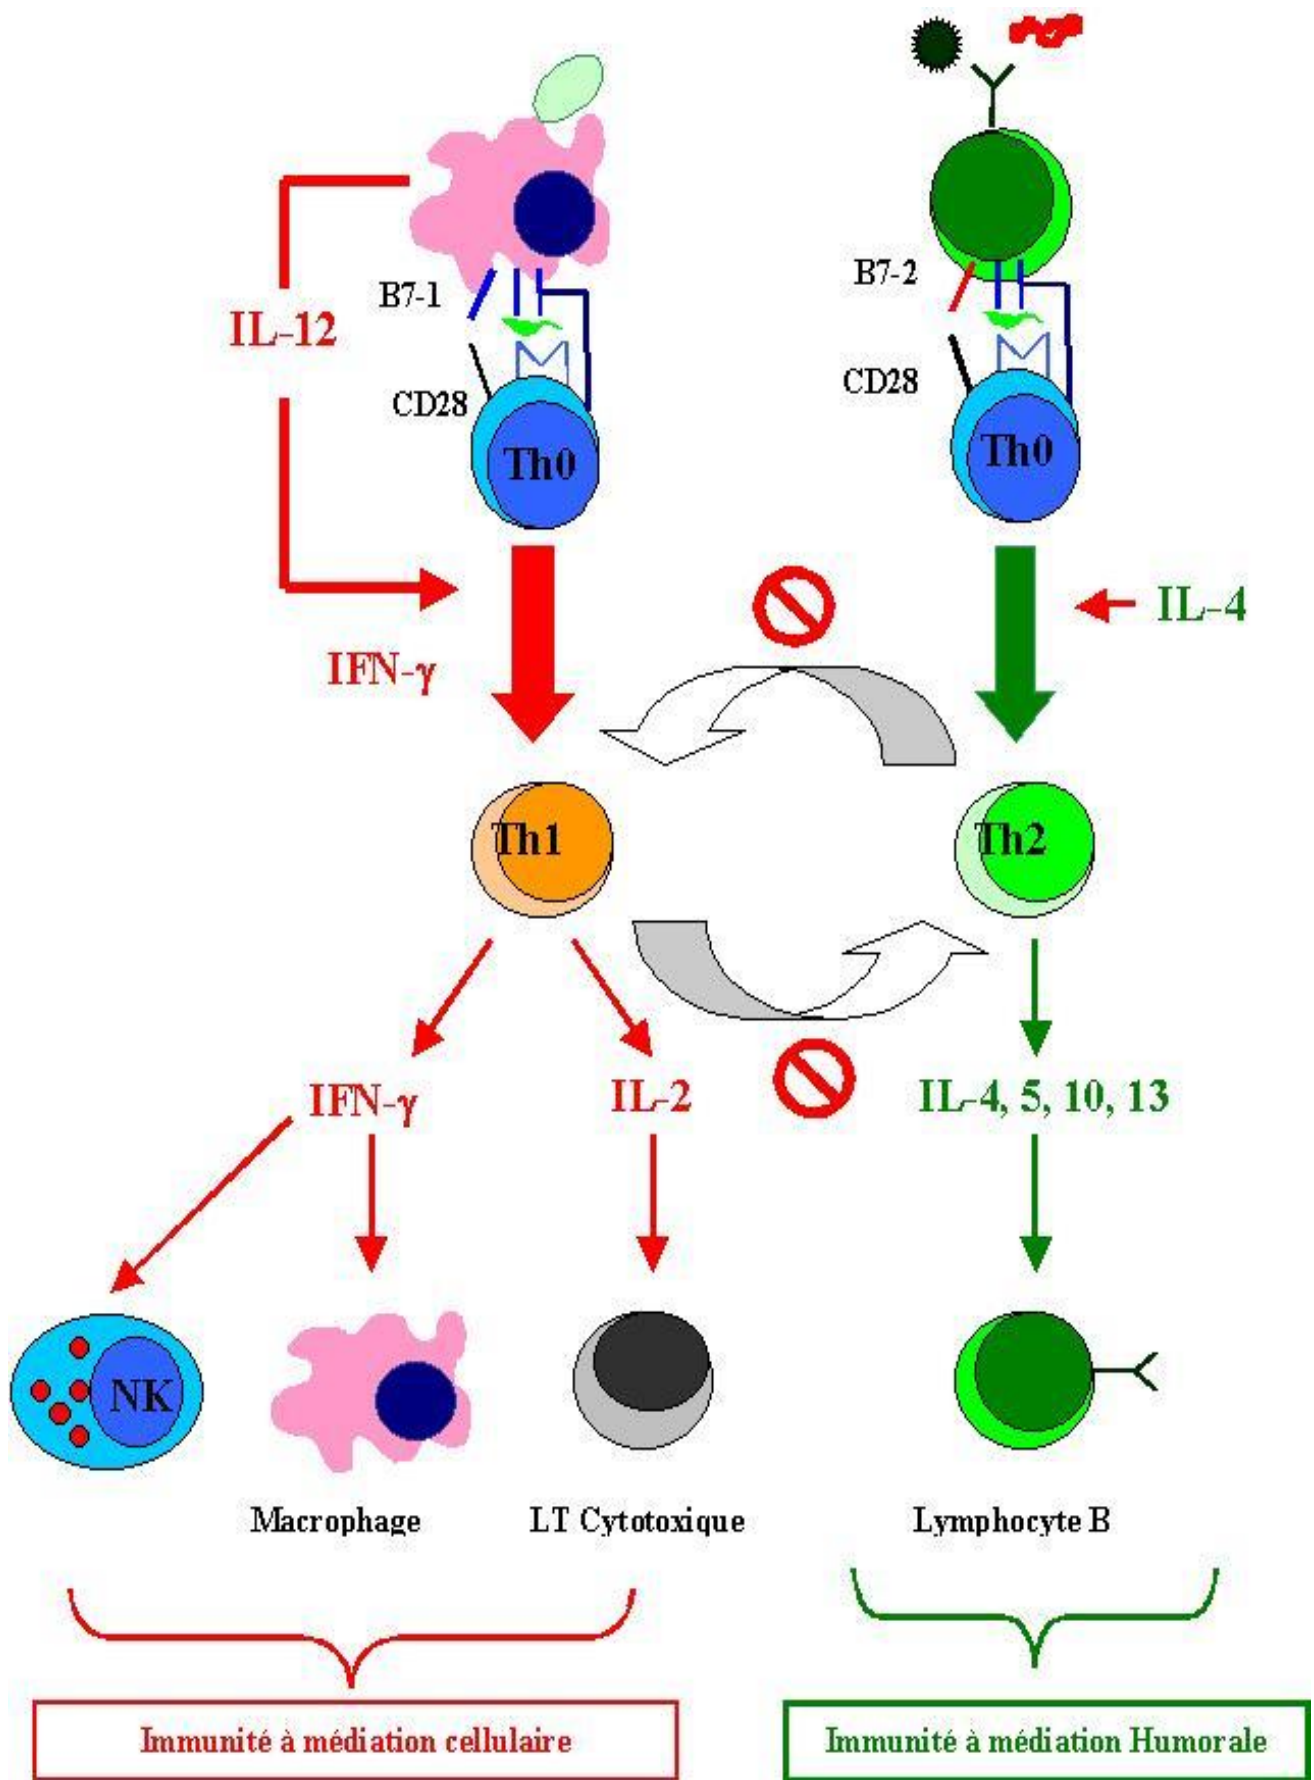 B7-1
B7-2
IL-12
CD28
CD28
Th0
Th0
IL-4
IFN-γ
Th1
Th2
IFN-γ
IL-2
IL-4, 5, 10, 13
NK
Macrophage
LT Cytotoxique
Lymphocyte B
Immunité à médiation cellulaire
Immunité à médiation Humorale